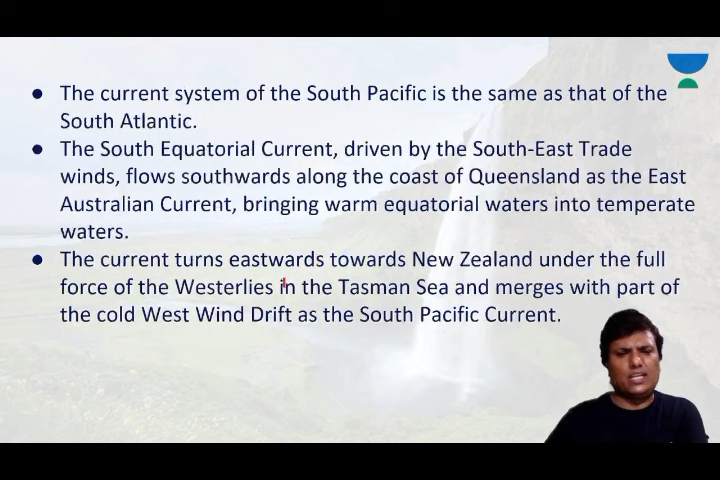 ● The current system of the South Pacific is the same as that of the
South Atlantic.
● The South Equatorial Current, driven by the South-East Trade
winds, flows southwards along the coast of Queensland as the East
Australian Current, bringing warm equatorial waters into temperate
waters.
● The current turns eastwards towards New Zealand under the full
force of the Westerlies in the Tasman Sea and merges with part of
the cold West Wind Drift as the South Pacific Current.